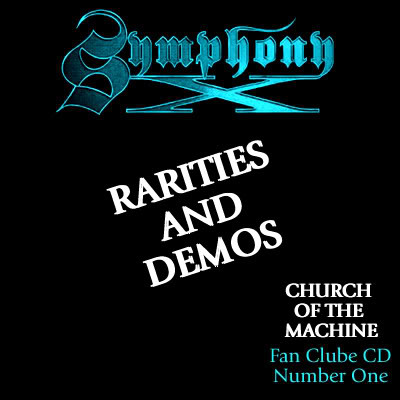 Symphony
X
RARITIES
AND
DEMOS
CHURCH
OF THE
MACHINE
Fan Clube CD
Number One